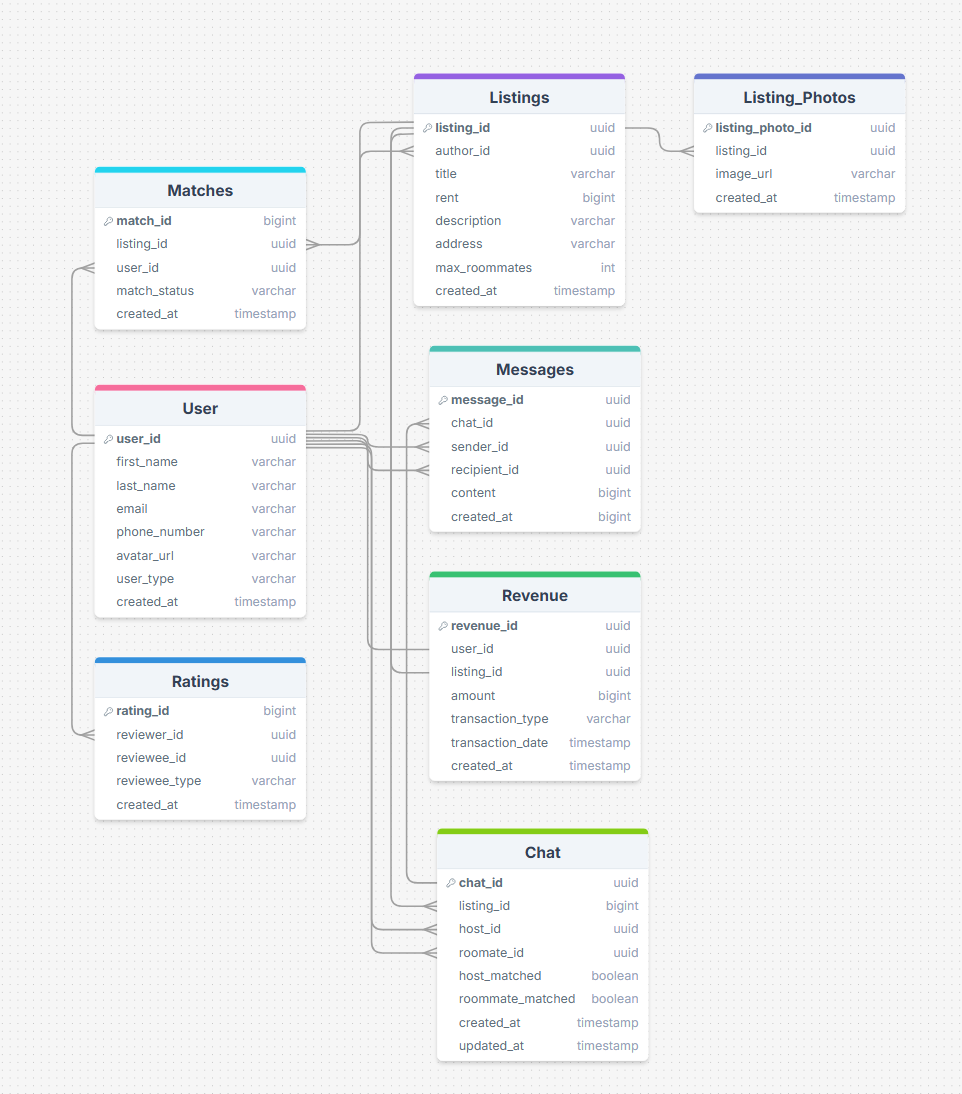 Listings
listing_id uuid
author_id uuid
title varchar
rent bigint
description varchar
address varchar
max_roommates int
created_at timestamp
Listing_Photos
listing_photo_id uuid
listing_id uuid
image_url varchar
created_at timestamp
Matches
match_id bigint
listing_id uuid
user_id uuid
match_status varchar
created_at timestamp
User
user_id uuid
first_name varchar
last_name varchar
email varchar
phone_number varchar
avatar_url varchar
user_type varchar
created_at timestamp
Messages
message_id uuid
chat_id uuid
sender_id uuid
recipient_id uuid
content bigint
created_at bigint
Revenue
revenue_id uuid
user_id uuid
listing_id uuid
amount bigint
transaction_type varchar
transaction_date timestamp
created_at timestamp
Ratings
rating_id bigint
reviewer_id uuid
reviewee_id uuid
reviewee_type varchar
created_at timestamp
Chat
chat_id uuid
listing_id bigint
host_id uuid
roomate_id uuid
host_matched boolean
roommate_matched boolean
created_at timestamp
updated_at timestamp